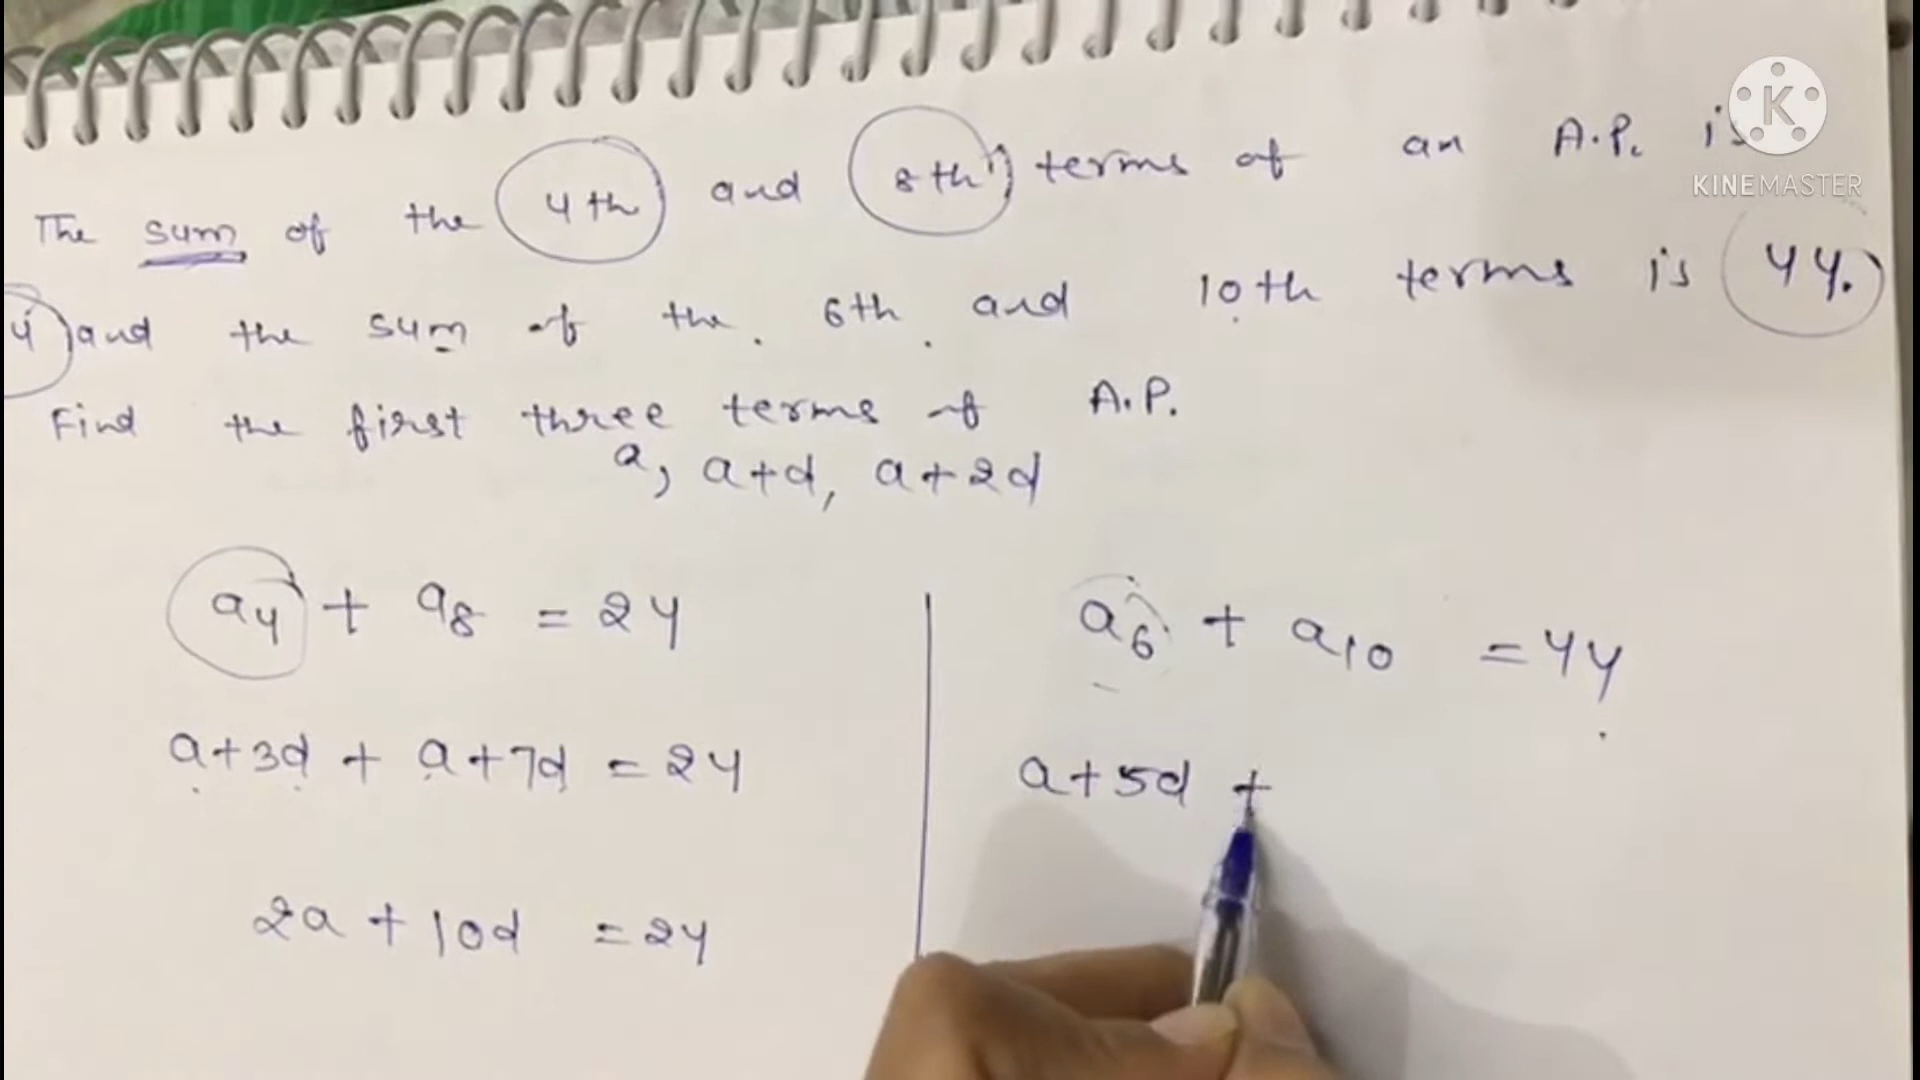 The sum of the 4th and 8th terms of an A.P. is
4 and the sum of the 6th and 10th terms is 44.
Find the first three terms of A.P.
a, a+d, a+2d
a4 + a8 = 24
a+3d + a+7d = 24
2a + 10d = 24
a6 + a10 = 44
a+5d +
K
KINEMASTER